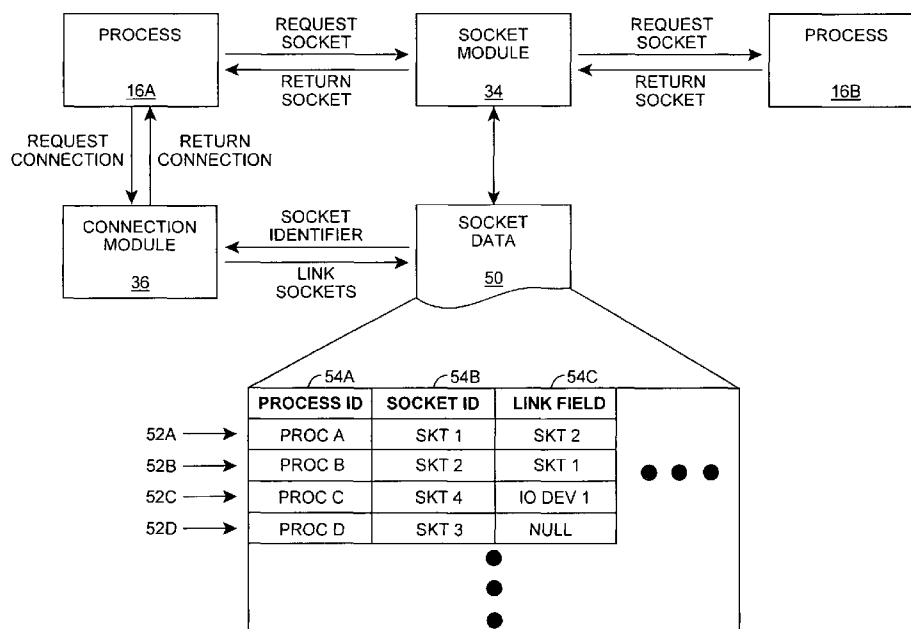 PROCESS
16A
REQUEST
SOCKET
RETURN
SOCKET
SOCKET
MODULE
34
REQUEST
SOCKET
RETURN
SOCKET
PROCESS
16B
REQUEST
CONNECTION
RETURN
CONNECTION
CONNECTION
MODULE
36
SOCKET
IDENTIFIER
LINK
SOCKETS
SOCKET
DATA
50
54A 54B 54C
PROCESS ID SOCKET ID LINK FIELD
52A PROC A SKT 1 SKT 2
52B PROC B SKT 2 SKT 1
52C PROC C SKT 4 IO DEV 1
52D PROC D SKT 3 NULL